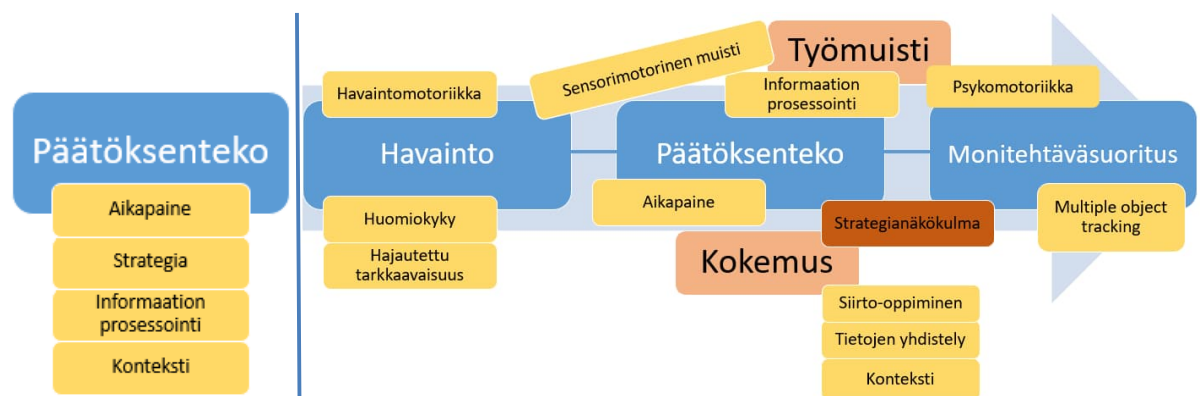 Päätöksenteko
Aikapaine
Strategia
Informaation
prosessointi
Konteksti
Työmuisti
Sensorimotorinen muisti
Havaintomotoriikka
Informaation
prosessointi
Psykomotoriikka
Havainto
Päätöksenteko
Monitehtäväsuoritus
Huomiokyky
Hajautettu
tarkkaavaisuus
Aikapaine
Strategianäkökulma
Multiple object
tracking
Kokemus
Siirto-oppiminen
Tietojen yhdistely
Konteksti